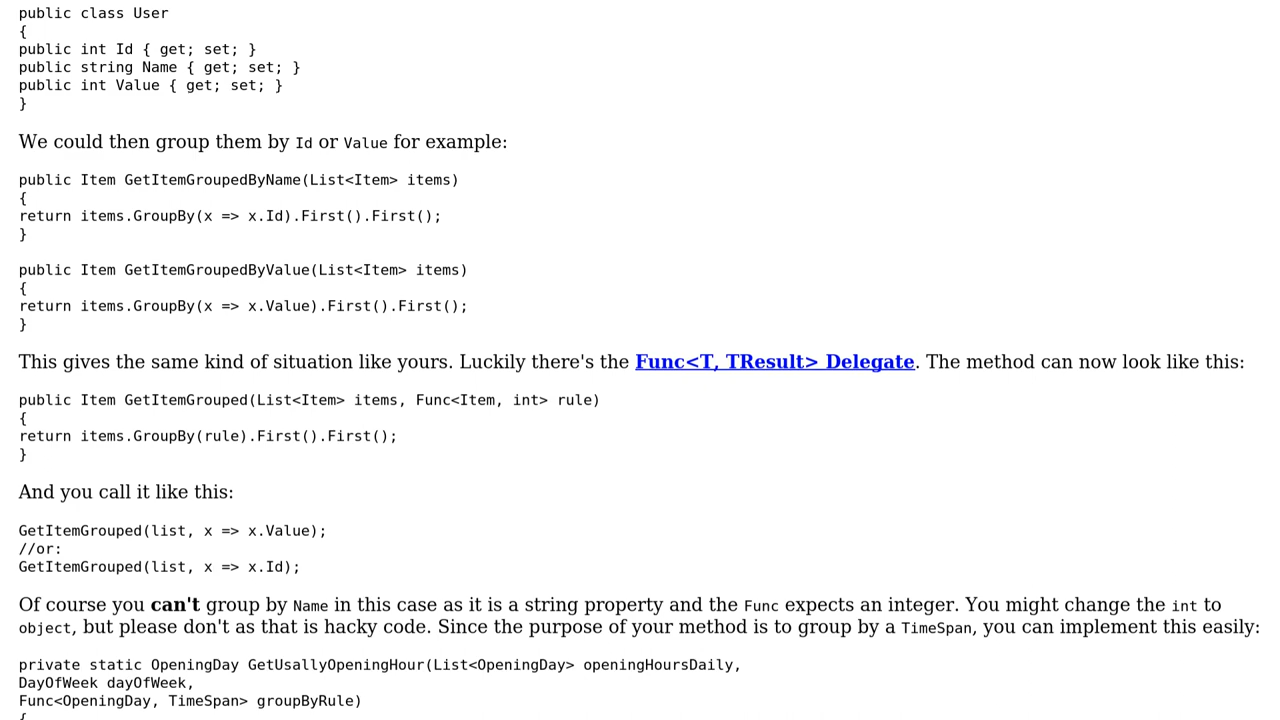 public class User
{
public int Id { get; set; }
public string Name { get; set; }
public int Value { get; set; }
}
We could then group them by Id or Value for example:
public Item GetItemGroupedByName(List<Item> items)
{
return items.GroupBy(x => x.Id).First().First();
}
public Item GetItemGroupedByValue(List<Item> items)
{
return items.GroupBy(x => x.Value).First().First();
}
This gives the same kind of situation like yours. Luckily there's the Func<T, TResult> Delegate. The method can now look like this:
public Item GetItemGrouped(List<Item> items, Func<Item, int> rule)
{
return items.GroupBy(rule).First().First();
}
And you call it like this:
GetItemGrouped(list, x => x.Value);
//or:
GetItemGrouped(list, x => x.Id);
Of course you can't group by Name in this case as it is a string property and the Func expects an integer. You might change the int to
object, but please don't as that is hacky code. Since the purpose of your method is to group by a TimeSpan, you can implement this easily:
private static OpeningDay GetUsallyOpeningHour(List<OpeningDay> openingHoursDaily,
DayOfWeek dayOfWeek,
Func<OpeningDay, TimeSpan> groupByRule)
{